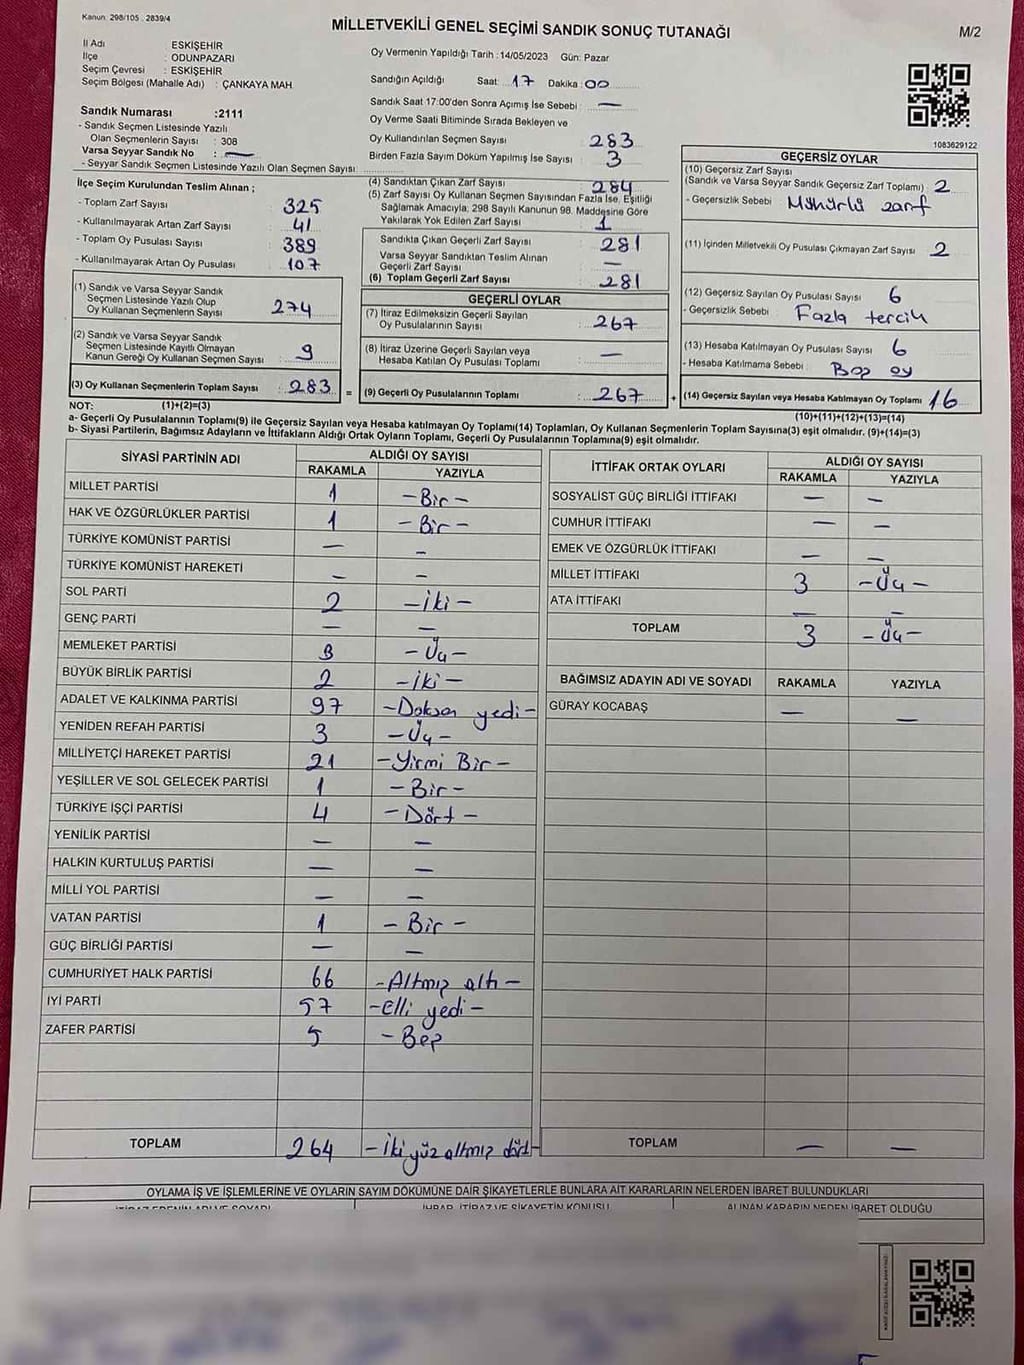 Kanun: 298/105 . 2839/4
MİLLETVEKİLİ GENEL SEÇİMİ SANDIK SONUÇ TUTANAĞI
M/2
İl Adı : ESKİŞEHİR
İlçe : ODUNPAZARI
Seçim Çevresi : ESKİŞEHİR
Seçim Bölgesi (Mahalle Adı) : ÇANKAYA MAH.
Oy Vermenin Yapıldığı Tarih : 14/05/2023 Gün: Pazar
Sandığın Açıldığı Saat: 17 Dakika : 00
Sandık Saat 17:00'den Sonra Açımış İse Sebebi : —
Oy Verme Saati Bitiminde Sırada Bekleyen ve
Oy Kullandırılan Seçmen Sayısı : 283
Birden Fazla Sayım Döküm Yapılmış İse Sayısı : 3
1083629122
Sandık Numarası :2111
- Sandık Seçmen Listesinde Yazılı
Olan Seçmenlerin Sayısı : 308
Varsa Seyyar Sandık No : —
- Seyyar Sandık Seçmen Listesinde Yazılı Olan Seçmen Sayısı :
İlçe Seçim Kurulundan Teslim Alınan ;
- Toplam Zarf Sayısı : 325
- Kullanılmayarak Artan Zarf Sayısı : 41
- Toplam Oy Pusulası Sayısı : 389
- Kullanılmayarak Artan Oy Pusulası : 107
(1) Sandık ve Varsa Seyyar Sandık
Seçmen Listesinde Yazılı Olup
Oy Kullanan Seçmenlerin Sayısı : 274
(2) Sandık ve Varsa Seyyar Sandık
Seçmen Listesinde Kayıtlı Olmayan
Kanun Gereği Oy Kullanan Seçmen Sayısı : 9
(3) Oy Kullanan Seçmenlerin Toplam Sayısı : 283 =
(4) Sandıktan Çıkan Zarf Sayısı : 284
(5) Zarf Sayısı Oy Kullanan Seçmen Sayısından Fazla İse, Eşitliği
Sağlamak Amacıyla, 298 Sayılı Kanunun 98. Maddesine Göre
Yakılarak Yok Edilen Zarf Sayısı : 1
Sandıkta Çıkan Geçerli Zarf Sayısı : 281
Varsa Seyyar Sandıktan Teslim Alınan
Geçerli Zarf Sayısı : —
(6) Toplam Geçerli Zarf Sayısı : 281
GEÇERLİ OYLAR
(7) İtiraz Edilmeksizin Geçerli Sayılan
Oy Pusulalarının Sayısı : 267
(8) İtiraz Üzerine Geçerli Sayılan veya
Hesaba Katılan Oy Pusulası Toplamı : —
(9) Geçerli Oy Pusulalarının Toplamı : 267 +
GEÇERSİZ OYLAR
(10) Geçersiz Zarf Sayısı
(Sandık ve Varsa Seyyar Sandık Geçersiz Zarf Toplamı) : 2
- Geçersizlik Sebebi : Mühürlü zarf
(11) İçinden Milletvekili Oy Pusulası Çıkmayan Zarf Sayısı : 2
(12) Geçersiz Sayılan Oy Pusulası Sayısı : 6
- Geçersizlik Sebebi : Fazla tercih
(13) Hesaba Katılmayan Oy Pusulası Sayısı : 6
- Hesaba Katılmama Sebebi : Boş oy
(14) Geçersiz Sayılan veya Hesaba Katılmayan Oy Toplamı : 16
NOT: (1)+(2)=(3)
(10)+(11)+(12)+(13)=(14)
a- Geçerli Oy Pusulalarının Toplamı(9) ile Geçersiz Sayılan veya Hesaba katılmayan Oy Toplamı(14) Toplamları, Oy Kullanan Seçmenlerin Toplam Sayısına(3) eşit olmalıdır. (9)+(14)=(3)
b- Siyasi Partilerin, Bağımsız Adayların ve İttifakların Aldığı Ortak Oyların Toplamı, Geçerli Oy Pusulalarının Toplamına(9) eşit olmalıdır.
SİYASİ PARTİNİN ADI
ALDIĞI OY SAYISI
RAKAMLA YAZIYLA
MİLLET PARTİSİ 1 -Bir-
HAK VE ÖZGÜRLÜKLER PARTİSİ 1 -Bir-
TÜRKİYE KOMÜNİST PARTİSİ — —
TÜRKİYE KOMÜNİST HAREKETİ — —
SOL PARTİ 2 -İki-
GENÇ PARTİ — —
MEMLEKET PARTİSİ 3 -Üç-
BÜYÜK BİRLİK PARTİSİ 2 -İki-
ADALET VE KALKINMA PARTİSİ 97 -Doksan yedi-
YENİDEN REFAH PARTİSİ 3 -Üç-
MİLLİYETÇİ HAREKET PARTİSİ 21 -Yirmi Bir-
YEŞİLLER VE SOL GELECEK PARTİSİ 1 -Bir-
TÜRKİYE İŞÇİ PARTİSİ 4 -Dört-
YENİLİK PARTİSİ — —
HALKIN KURTULUŞ PARTİSİ — —
MİLLİ YOL PARTİSİ — —
VATAN PARTİSİ 1 -Bir-
GÜÇ BİRLİĞİ PARTİSİ — —
CUMHURİYET HALK PARTİSİ 66 -Altmış altı-
İYİ PARTİ 57 -Elli yedi-
ZAFER PARTİSİ 5 -Beş
TOPLAM 264 -İki yüz altmış dört-
İTTİFAK ORTAK OYLARI
ALDIĞI OY SAYISI
RAKAMLA YAZIYLA
SOSYALİST GÜÇ BİRLİĞİ İTTİFAKI — —
CUMHUR İTTİFAKI — —
EMEK VE ÖZGÜRLÜK İTTİFAKI — —
MİLLET İTTİFAKI 3 -Üç-
ATA İTTİFAKI — —
TOPLAM 3 -Üç-
BAĞIMSIZ ADAYIN ADI VE SOYADI RAKAMLA YAZIYLA
GÜRAY KOCABAŞ — —
TOPLAM — —
OYLAMA İŞ VE İŞLEMLERİNE VE OYLARIN SAYIM DÖKÜMÜNE DAİR ŞİKAYETLERLE BUNLARA AİT KARARLARIN NELERDEN İBARET BULUNDUKLARI
İTİRAZ EDENİN ADI VE SOYADI İHBAR, İTİRAZ VE ŞİKAYETİN KONUSU ALINAN KARARIN NEDEN İBARET OLDUĞU